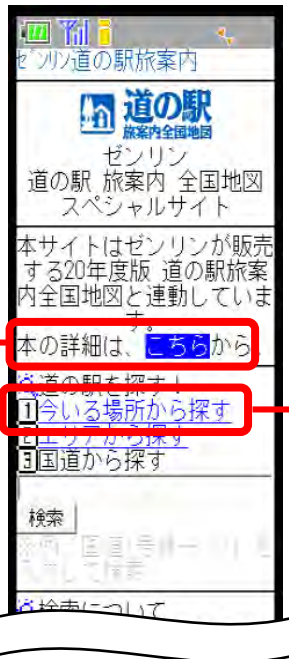 ｾﾞﾝﾘﾝ道の駅旅案内
道の駅
旅案内全国地図
ゼンリン
道の駅 旅案内 全国地図
スペシャルサイト
本サイトはゼンリンが販売
する20年度版 道の駅旅案
内全国地図と連動していま
す。
本の詳細は、こちらから
道の駅を探す!
1今いる場所から探す
2エリアから探す
3国道から探す
検索
検索について